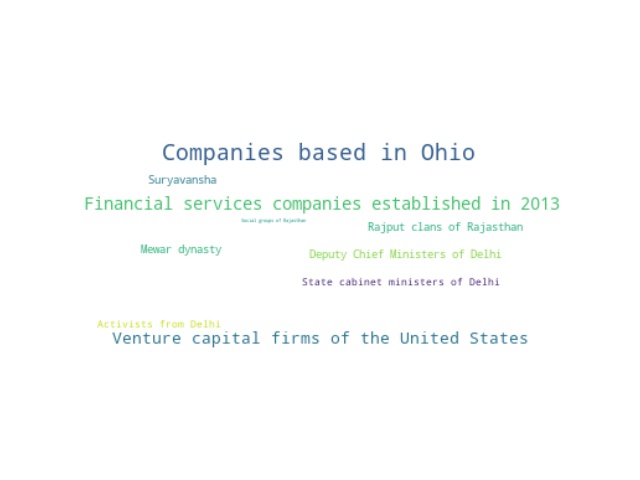 Companies based in Ohio
Suryavansha
Financial services companies established in 2013
Social groups of Rajasthan
Rajput clans of Rajasthan
Mewar dynasty
Deputy Chief Ministers of Delhi
State cabinet ministers of Delhi
Activists from Delhi
Venture capital firms of the United States